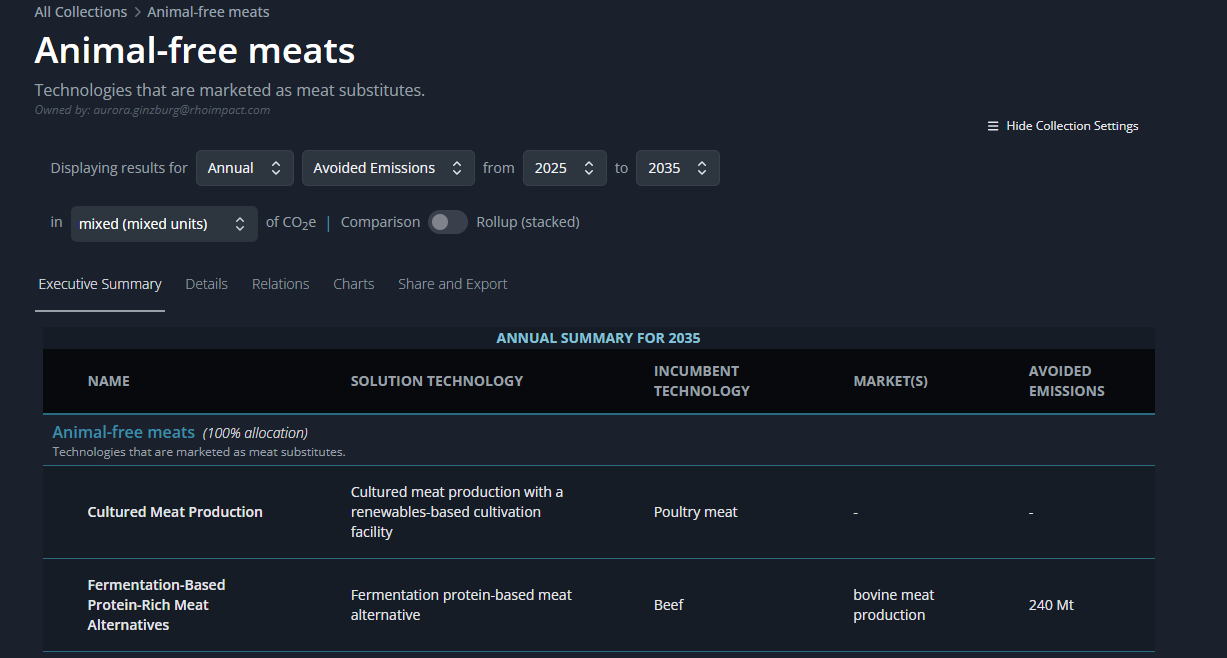 All Collections > Animal-free meats
Animal-free meats
Technologies that are marketed as meat substitutes.
Owned by: aurora.ginzburg@rhoimpact.com
Hide Collection Settings
Displaying results for Annual Avoided Emissions from 2025 to 2035
in mixed (mixed units) of CO₂e | Comparison Rollup (stacked)
Executive Summary Details Relations Charts Share and Export
ANNUAL SUMMARY FOR 2035
NAME
SOLUTION TECHNOLOGY
INCUMBENT
TECHNOLOGY
MARKET(S)
AVOIDED
EMISSIONS
Animal-free meats (100% allocation)
Technologies that are marketed as meat substitutes.
Cultured Meat Production
Cultured meat production with a
renewables-based cultivation
facility
Poultry meat
-
-
Fermentation-Based
Protein-Rich Meat
Alternatives
Fermentation protein-based meat
alternative
Beef
bovine meat
production
240 Mt